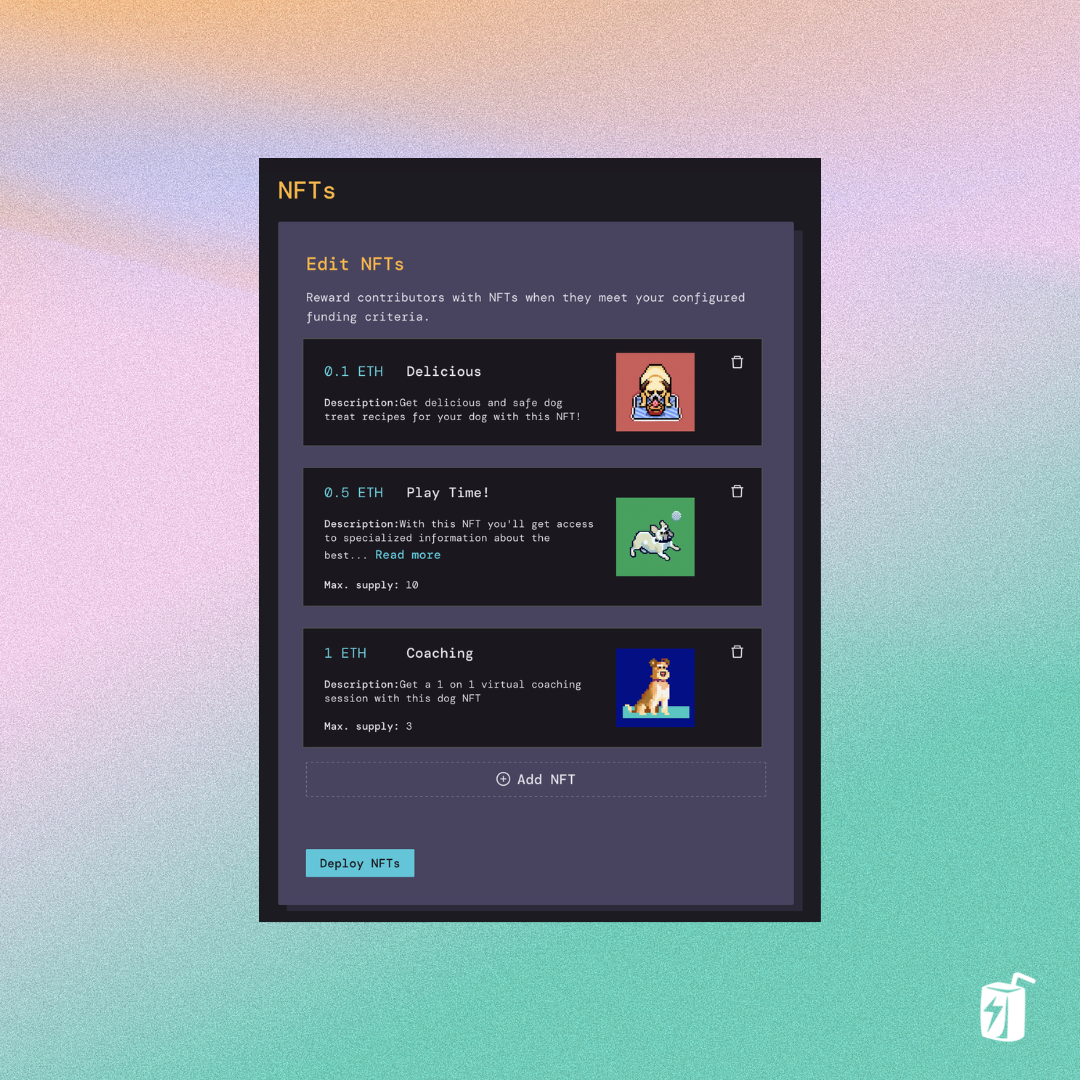 NFTs
Edit NFTs
Reward contributors with NFTs when they meet your configured
funding criteria.
0.1 ETH Delicious
Description:Get delicious and safe dog
treat recipes for your dog with this NFT!
0.5 ETH Play Time!
Description:With this NFT you'll get access
to specialized information about the
best... Read more
Max. supply: 10
1 ETH Coaching
Description:Get a 1 on 1 virtual coaching
session with this dog NFT
Max. supply: 3
Add NFT
Deploy NFTs